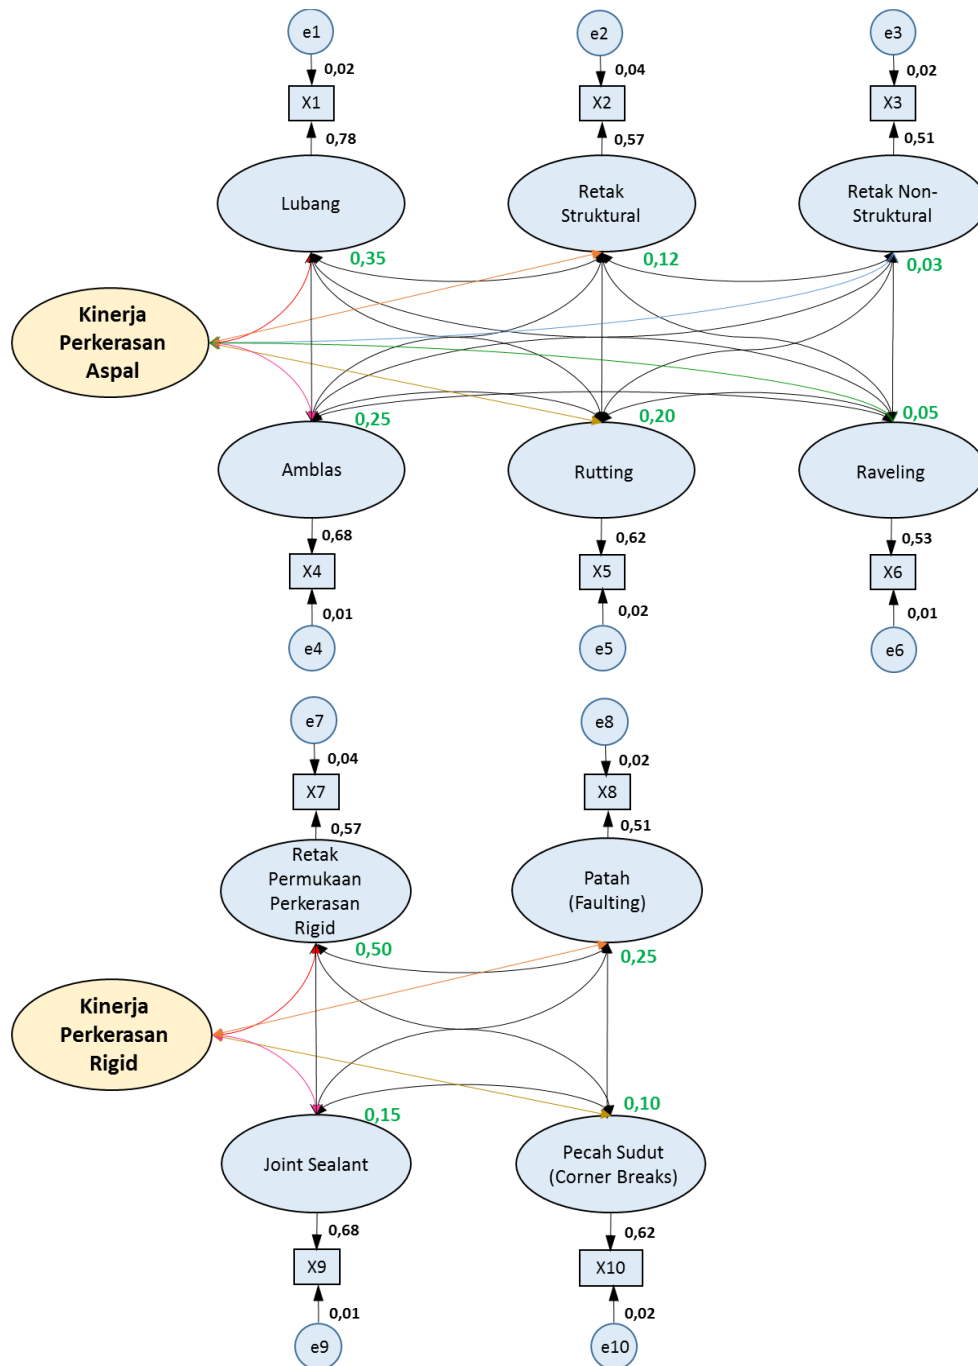 e1
e2
e3
0,02
0,04
0,02
X1
X2
X3
0,78
0,57
0,51
Lubang
Retak
Struktural
Retak Non-
Struktural
0,35
0,12
0,03
Kinerja
Perkerasan
Aspal
0,25
0,20
0,05
Amblas
Rutting
Raveling
0,68
0,62
0,53
X4
X5
X6
0,01
0,02
0,01
e4
e5
e6
e7
e8
0,04
0,02
X7
X8
0,57
0,51
Retak
Permukaan
Perkerasan
Rigid
Patah
(Faulting)
0,50
0,25
Kinerja
Perkerasan
Rigid
0,15
0,10
Joint Sealant
Pecah Sudut
(Corner Breaks)
0,68
0,62
X9
X10
0,01
0,02
e9
e10